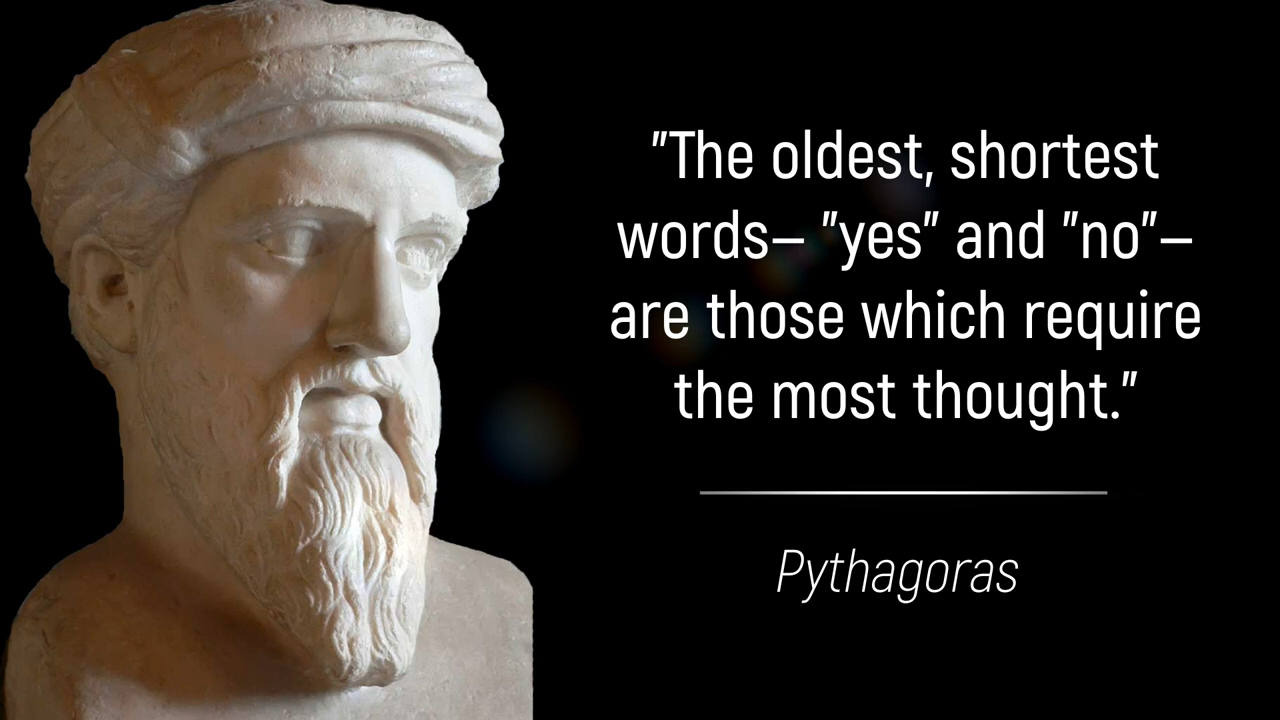 "The oldest, shortest
words– "yes" and "no"–
are those which require
the most thought."
Pythagoras